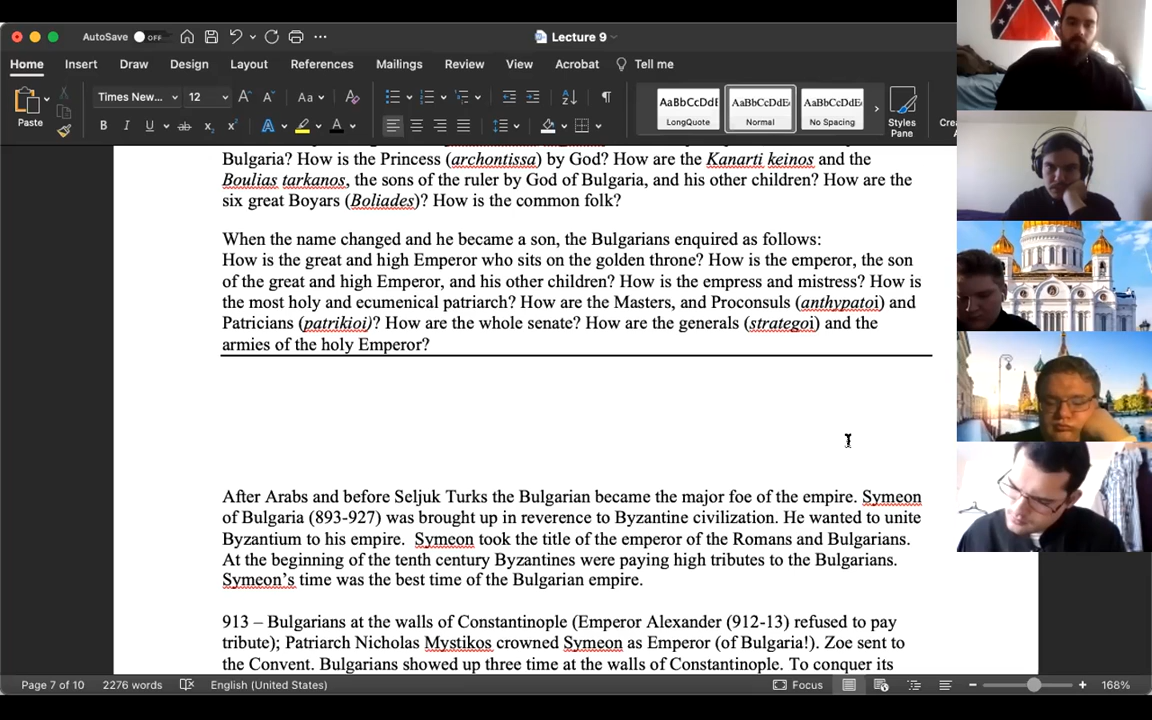 AutoSave OFF
Lecture 9
Home Insert Draw Design Layout References Mailings Review View Acrobat Tell me
Paste
Times New... 12 Aa
B I U ab x₂ x² A A
AaBbCcDdE AaBbCcDdE AaBbCcDdE
LongQuote Normal No Spacing
Styles Pane
Bulgaria? How is the Princess (archontissa) by God? How are the Kanarti keinos and the
Boulias tarkanos, the sons of the ruler by God of Bulgaria, and his other children? How are the
six great Boyars (Boliades)? How is the common folk?
When the name changed and he became a son, the Bulgarians enquired as follows:
How is the great and high Emperor who sits on the golden throne? How is the emperor, the son
of the great and high Emperor, and his other children? How is the empress and mistress? How is
the most holy and ecumenical patriarch? How are the Masters, and Proconsuls (anthypatoi) and
Patricians (patrikioi)? How are the whole senate? How are the generals (strategoi) and the
armies of the holy Emperor?
After Arabs and before Seljuk Turks the Bulgarian became the major foe of the empire. Symeon
of Bulgaria (893-927) was brought up in reverence to Byzantine civilization. He wanted to unite
Byzantium to his empire. Symeon took the title of the emperor of the Romans and Bulgarians.
At the beginning of the tenth century Byzantines were paying high tributes to the Bulgarians.
Symeon's time was the best time of the Bulgarian empire.
913 – Bulgarians at the walls of Constantinople (Emperor Alexander (912-13) refused to pay
tribute); Patriarch Nicholas Mystikos crowned Symeon as Emperor (of Bulgaria!). Zoe sent to
the Convent. Bulgarians showed up three time at the walls of Constantinople. To conquer its
Page 7 of 10 2276 words English (United States) Focus 168%